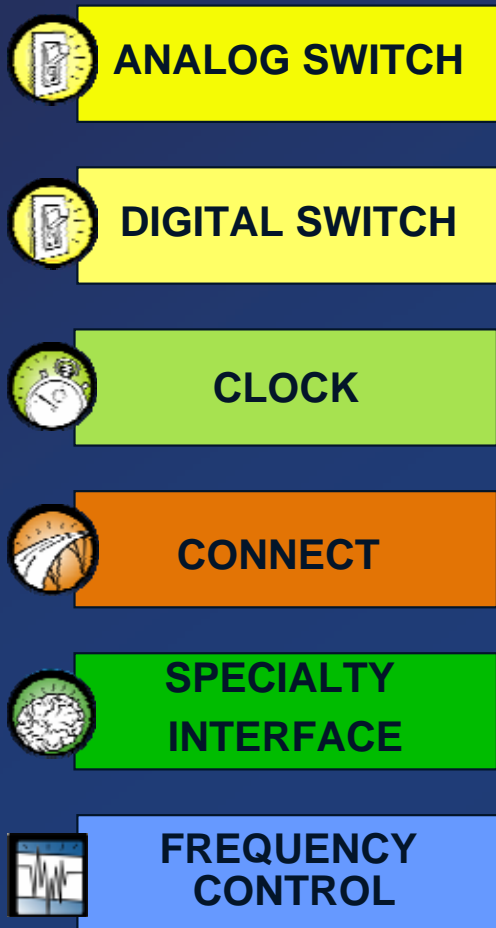 ANALOG SWITCH
DIGITAL SWITCH
CLOCK
CONNECT
SPECIALTY
INTERFACE
FREQUENCY
CONTROL